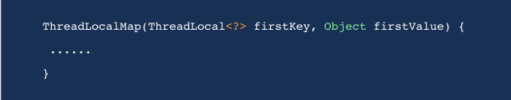 ThreadLocalMap(ThreadLocal<?> firstKey, Object firstValue) {
......
}